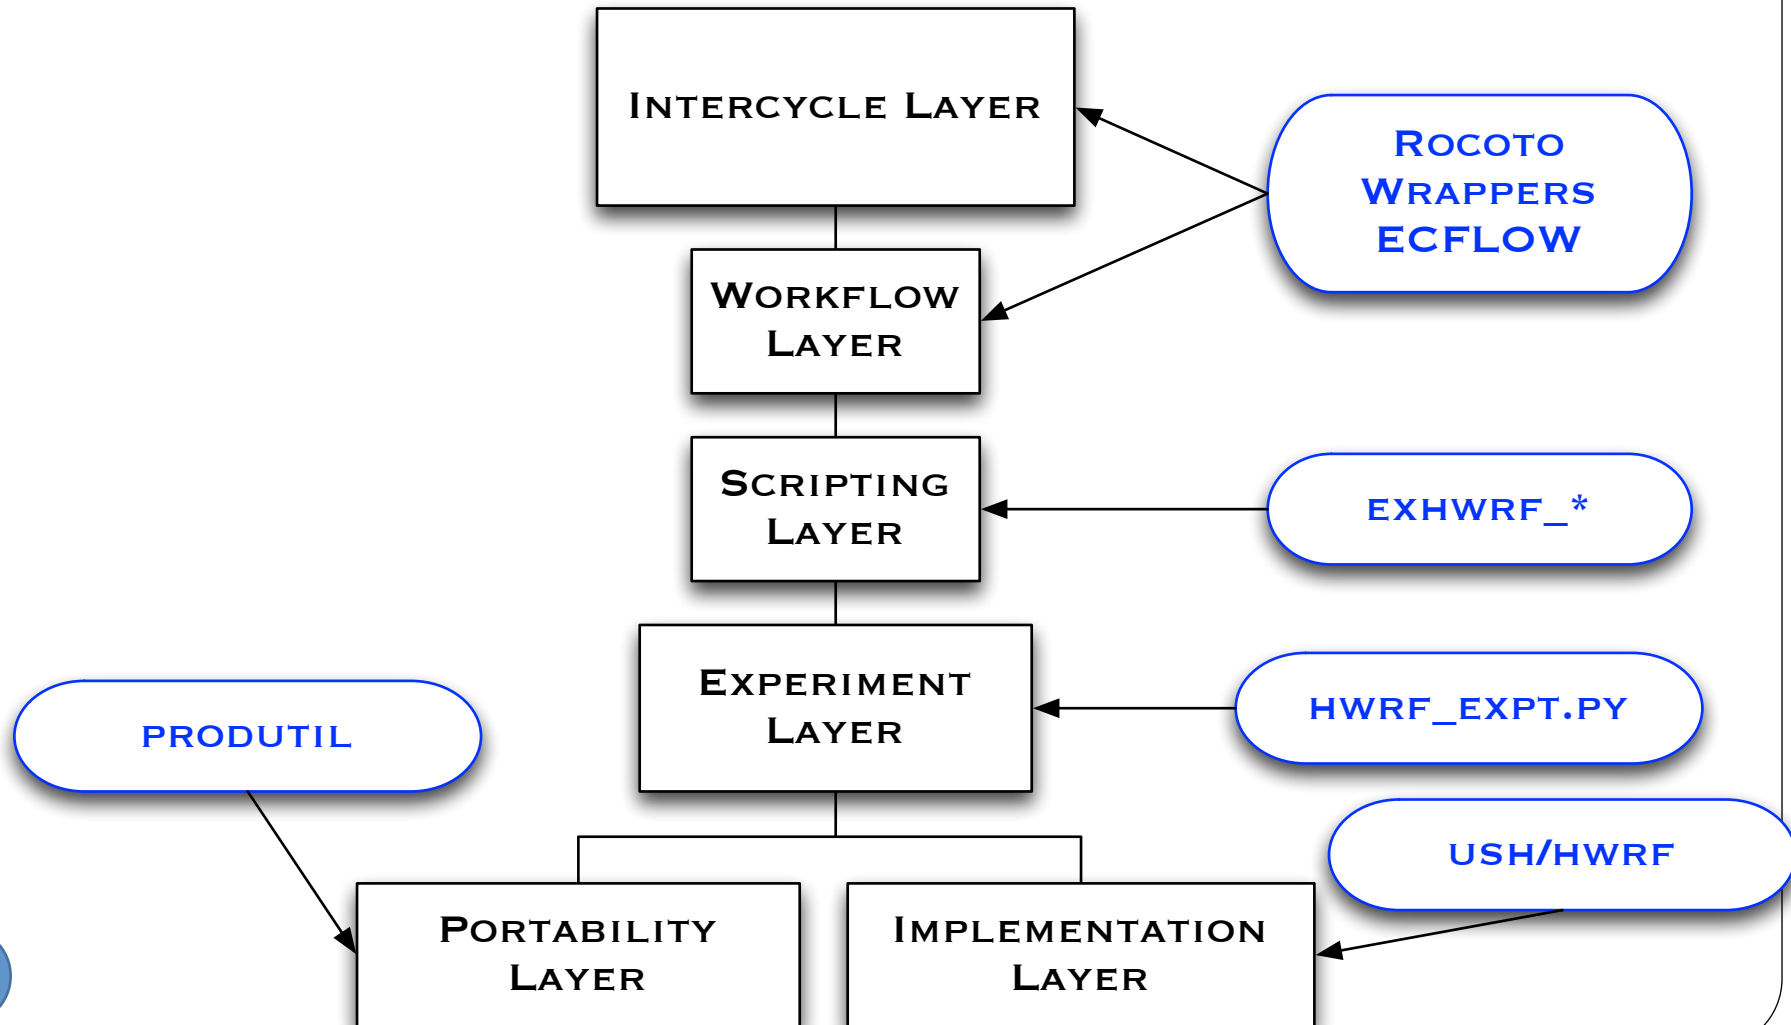 INTERCYCLE LAYER
ROCOTO
WRAPPERS
ECFLOW
WORKFLOW
LAYER
SCRIPTING
LAYER
EXHWRF_*
EXPERIMENT
LAYER
HWRF_EXPT.PY
PRODUTIL
USH/HWRF
PORTABILITY
LAYER
IMPLEMENTATION
LAYER